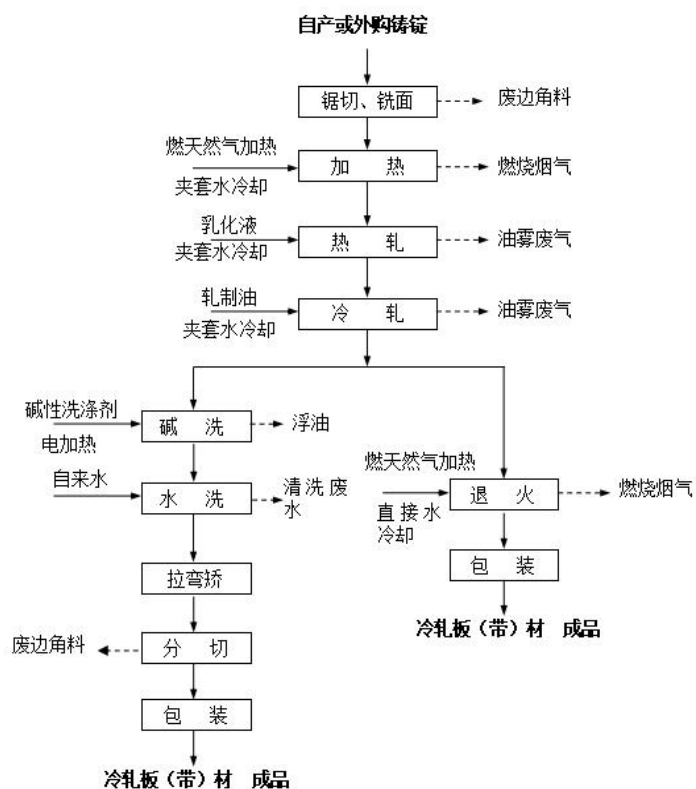 自产或外购铸锭
锯切、铣面
废边角料
燃天然气加热
夹套水冷却
加 热
燃烧烟气
乳化液
夹套水冷却
热 轧
油雾废气
轧制油
夹套水冷却
冷 轧
油雾废气
碱性洗涤剂
电加热
碱 洗
浮油
自来水
水 洗
清洗废
水
拉弯矫
废边角料
分 切
包 装
冷轧板（带）材 成品
燃天然气加热
直接水
冷却
退 火
燃烧烟气
包 装
冷轧板（带）材 成品